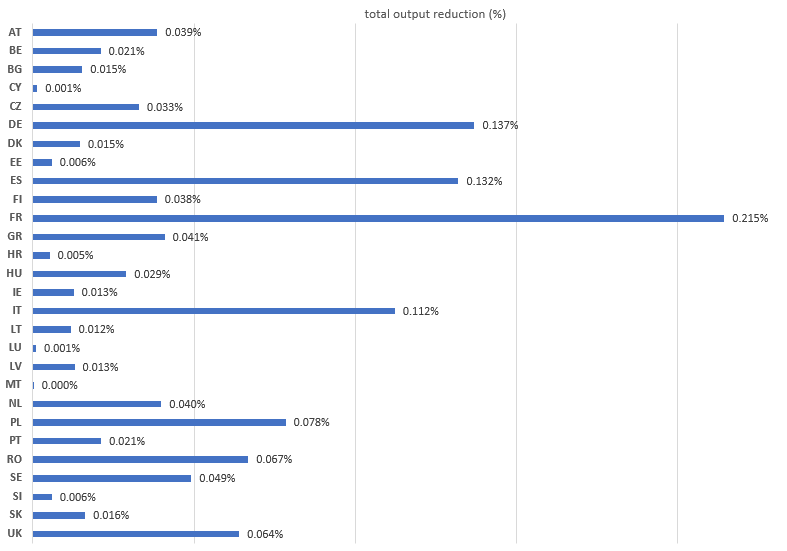 total output reduction (%)
AT 0.039%
BE 0.021%
BG 0.015%
CY 0.001%
CZ 0.033%
DE 0.137%
DK 0.015%
EE 0.006%
ES 0.132%
FI 0.038%
FR 0.215%
GR 0.041%
HR 0.005%
HU 0.029%
IE 0.013%
IT 0.112%
LT 0.012%
LU 0.001%
LV 0.013%
MT 0.000%
NL 0.040%
PL 0.078%
PT 0.021%
RO 0.067%
SE 0.049%
SI 0.006%
SK 0.016%
UK 0.064%